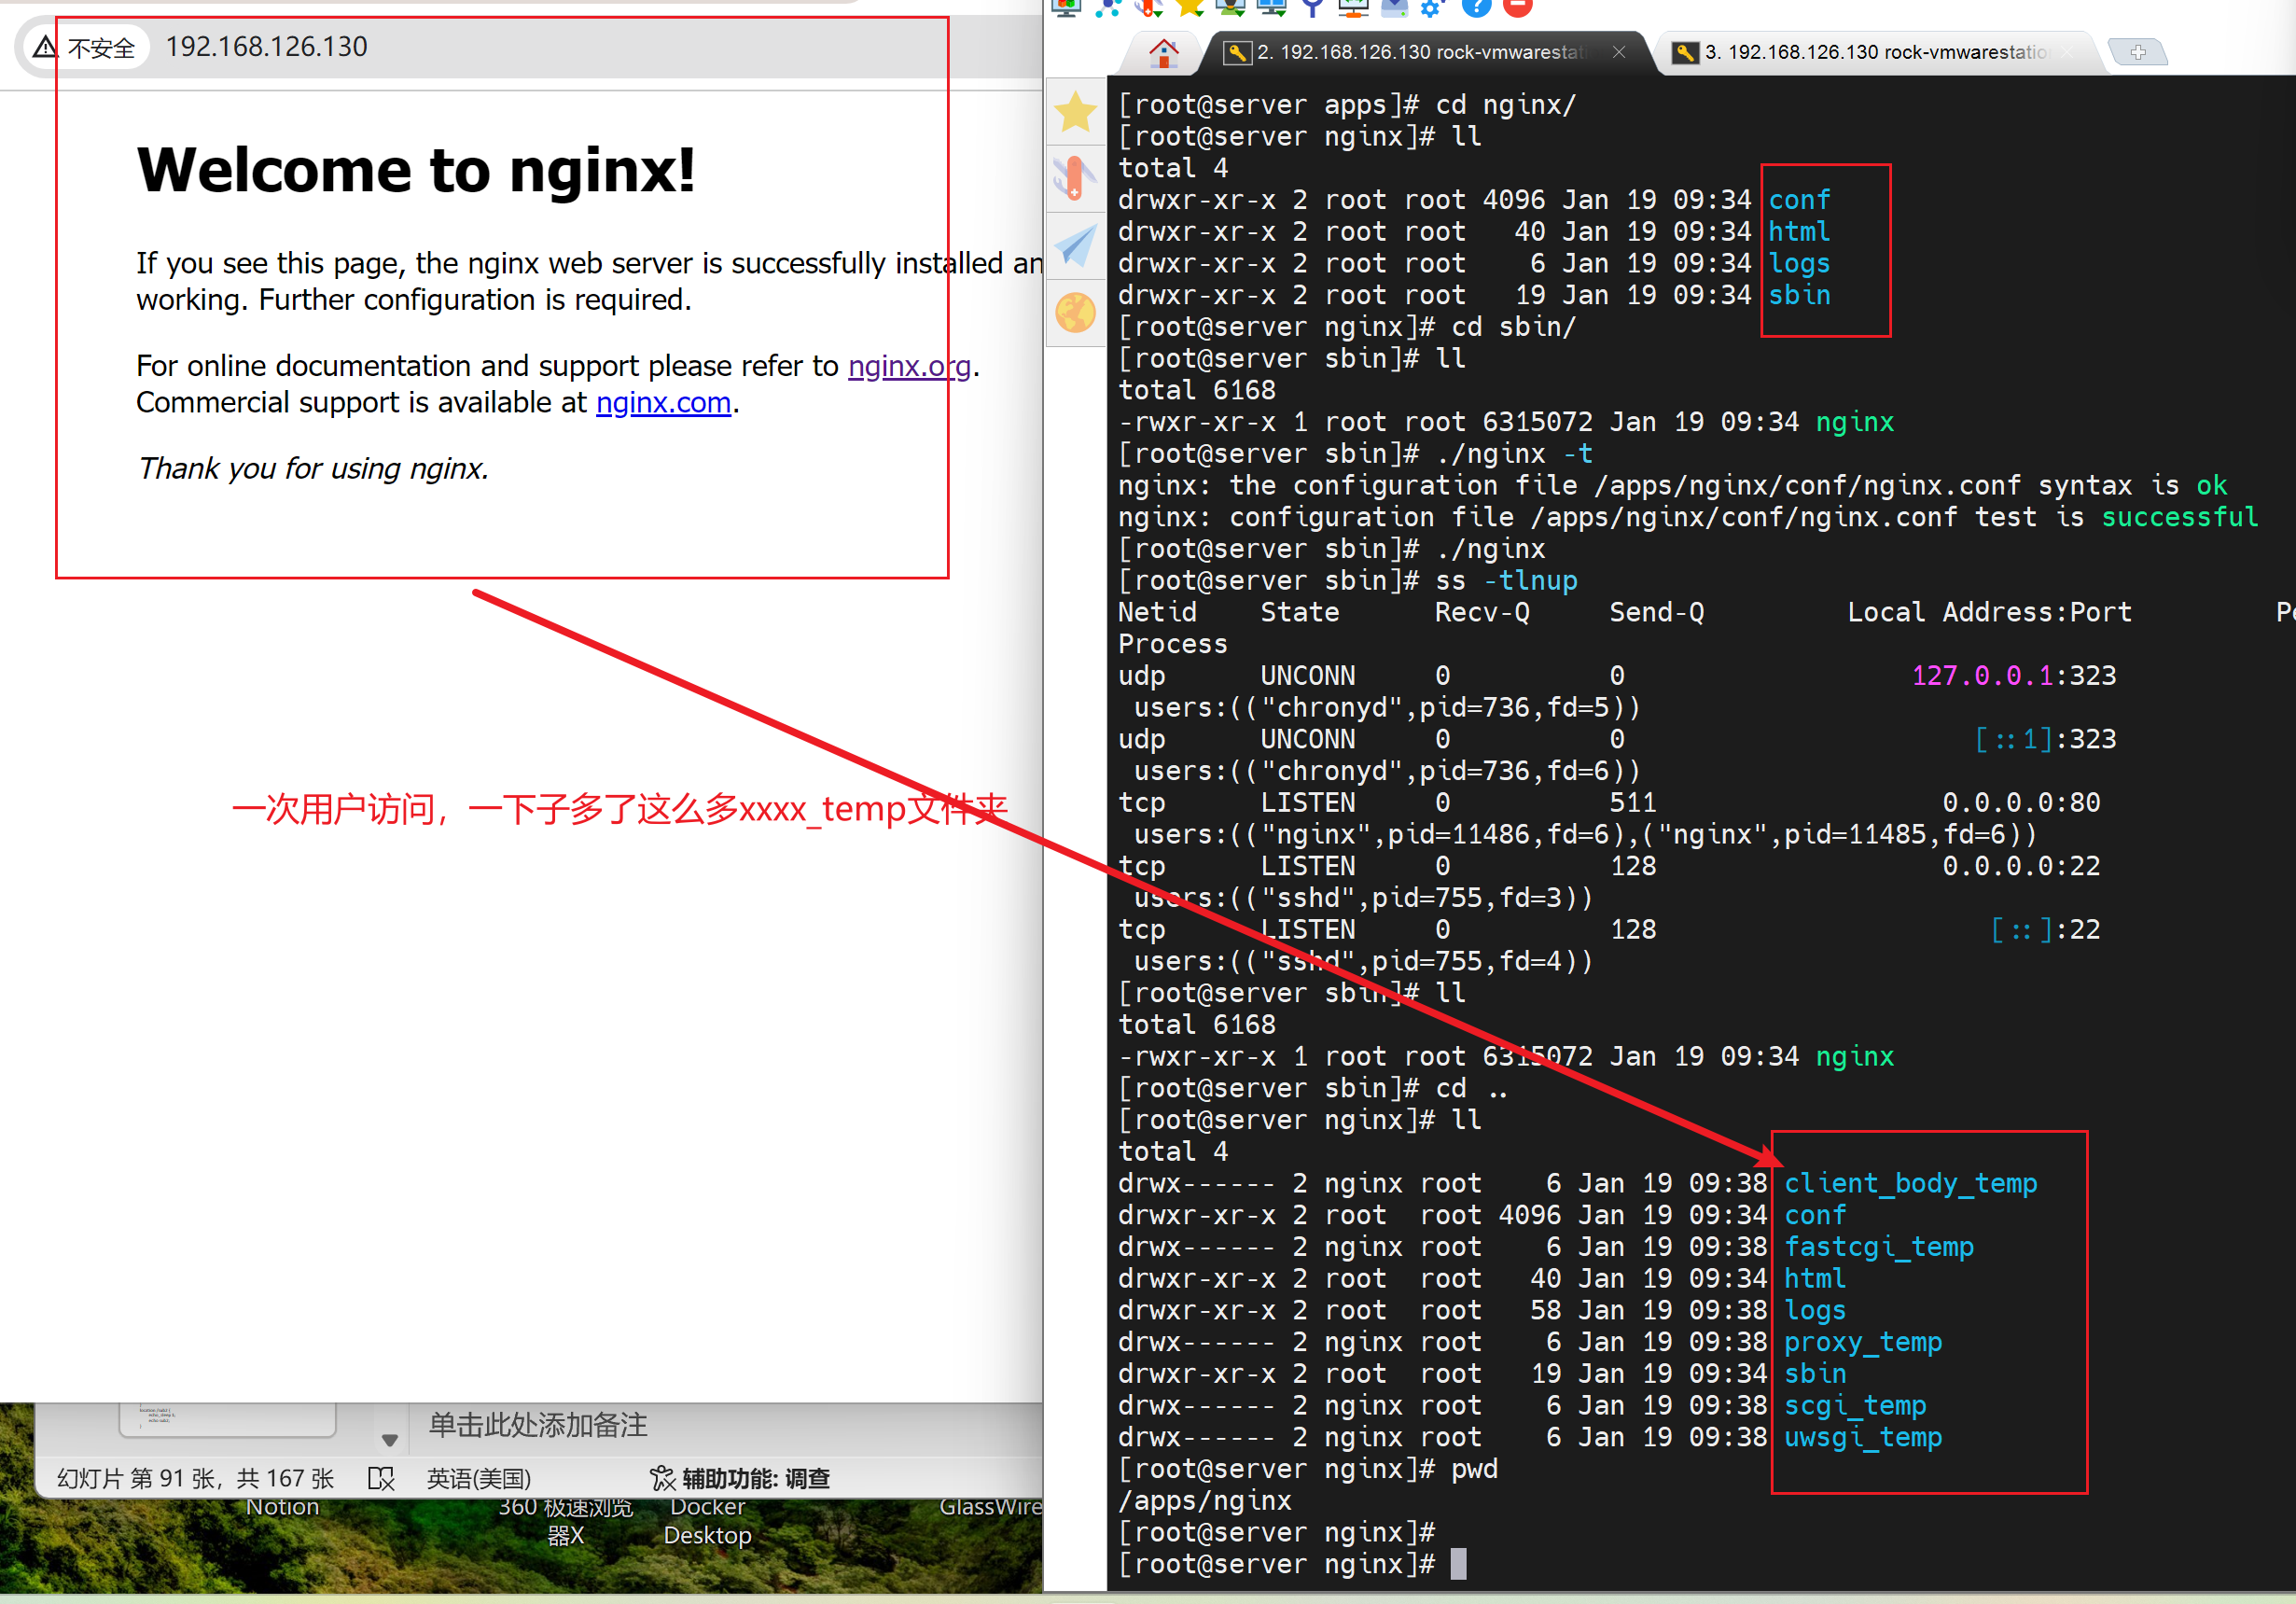 不安全 192.168.126.130
Welcome to nginx!
If you see this page, the nginx web server is successfully installed an
working. Further configuration is required.
For online documentation and support please refer to nginx.org.
Commercial support is available at nginx.com.
Thank you for using nginx.
一次用户访问，一下子多了这么多xxxx_temp文件夹
单击此处添加备注
幻灯片 第 91 张，共 167 张 英语(美国) 辅助功能: 调查
Notion
360 极速浏览器X
Docker Desktop
GlassWire
2. 192.168.126.130 rock-vmwarestati
3. 192.168.126.130 rock-vmwarestatio
[root@server apps]# cd nginx/
[root@server nginx]# ll
total 4
drwxr-xr-x 2 root root 4096 Jan 19 09:34 conf
drwxr-xr-x 2 root root   40 Jan 19 09:34 html
drwxr-xr-x 2 root root    6 Jan 19 09:34 logs
drwxr-xr-x 2 root root   19 Jan 19 09:34 sbin
[root@server nginx]# cd sbin/
[root@server sbin]# ll
total 6168
-rwxr-xr-x 1 root root 6315072 Jan 19 09:34 nginx
[root@server sbin]# ./nginx -t
nginx: the configuration file /apps/nginx/conf/nginx.conf syntax is ok
nginx: configuration file /apps/nginx/conf/nginx.conf test is successful
[root@server sbin]# ./nginx
[root@server sbin]# ss -tlnup
Netid    State     Recv-Q     Send-Q         Local Address:Port         Pe
Process
udp      UNCONN     0          0                  127.0.0.1:323
 users:(("chronyd",pid=736,fd=5))
udp      UNCONN     0          0                      [::1]:323
 users:(("chronyd",pid=736,fd=6))
tcp      LISTEN     0          511                  0.0.0.0:80
 users:(("nginx",pid=11486,fd=6),("nginx",pid=11485,fd=6))
tcp      LISTEN     0          128                  0.0.0.0:22
 users:(("sshd",pid=755,fd=3))
tcp      LISTEN     0          128                     [::]:22
 users:(("sshd",pid=755,fd=4))
[root@server sbin]# ll
total 6168
-rwxr-xr-x 1 root root 6315072 Jan 19 09:34 nginx
[root@server sbin]# cd ..
[root@server nginx]# ll
total 4
drwx------ 2 nginx root    6 Jan 19 09:38 client_body_temp
drwxr-xr-x 2 root  root 4096 Jan 19 09:34 conf
drwx------ 2 nginx root    6 Jan 19 09:38 fastcgi_temp
drwxr-xr-x 2 root  root   40 Jan 19 09:34 html
drwxr-xr-x 2 root  root   58 Jan 19 09:38 logs
drwx------ 2 nginx root    6 Jan 19 09:38 proxy_temp
drwxr-xr-x 2 root  root   19 Jan 19 09:34 sbin
drwx------ 2 nginx root    6 Jan 19 09:38 scgi_temp
drwx------ 2 nginx root    6 Jan 19 09:38 uwsgi_temp
[root@server nginx]# pwd
/apps/nginx
[root@server nginx]#
[root@server nginx]#